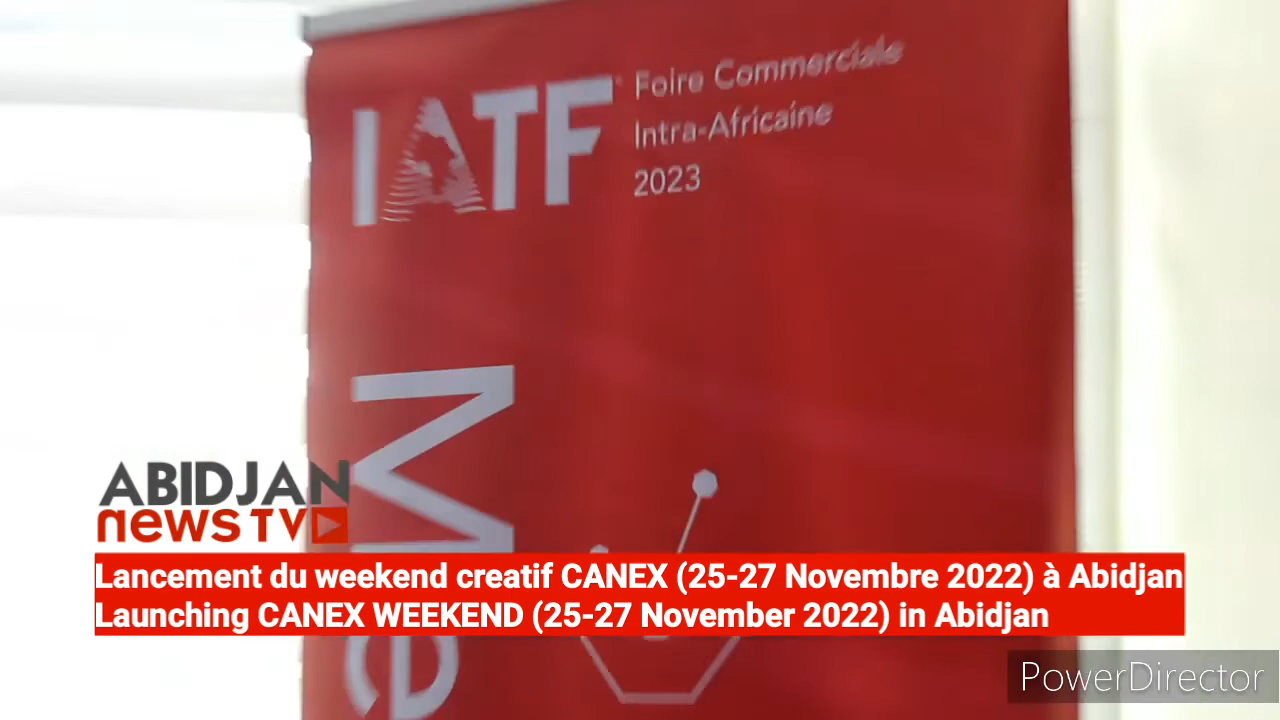 IATF
Foire Commerciale
Intra-Africaine
2023
Me
ABIDJAN
news TV
Lancement du weekend creatif CANEX (25-27 Novembre 2022) à Abidjan
Launching CANEX WEEKEND (25-27 November 2022) in Abidjan
PowerDirector